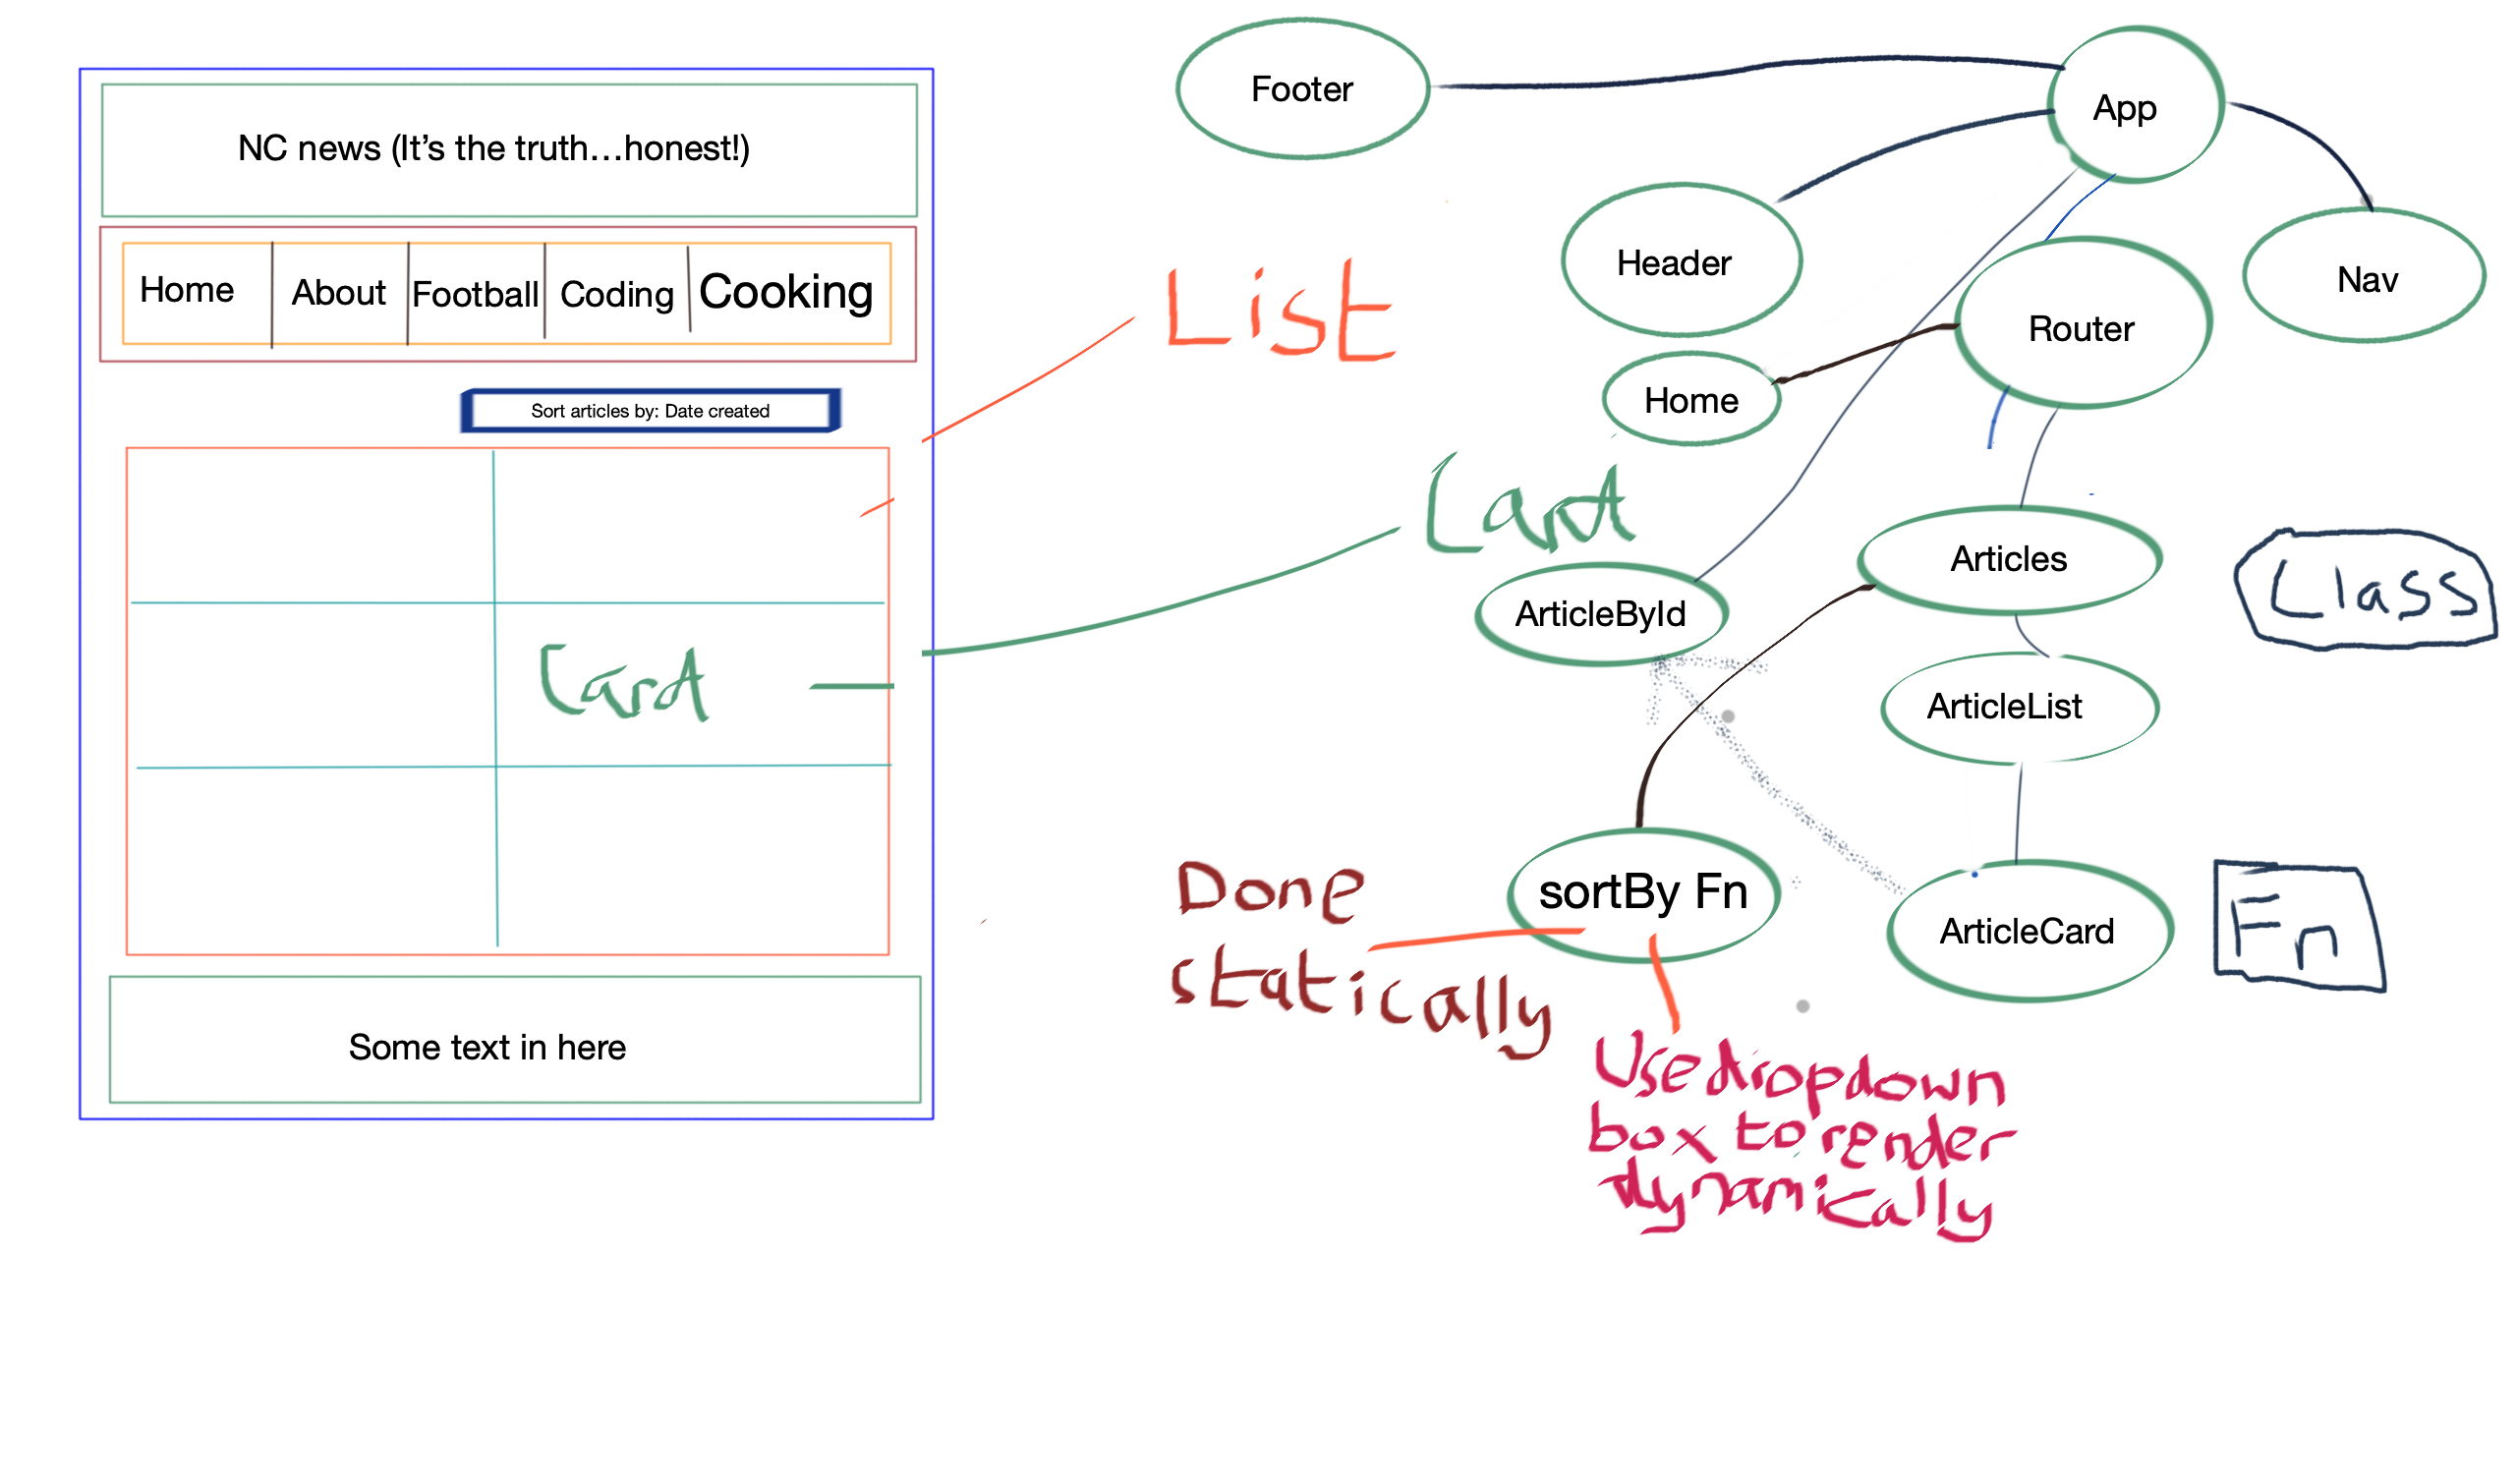 NC news (It's the truth...honest!)
Home About Football Coding Cooking
Sort articles by: Date created
Card
Some text in here
List
Card
Footer
App
Header
Nav
Router
Home
Articles
ArticleById
Class
ArticleList
sortBy Fn
ArticleCard
Fn
Done
statically
Use dropdown
box to render
dynamically